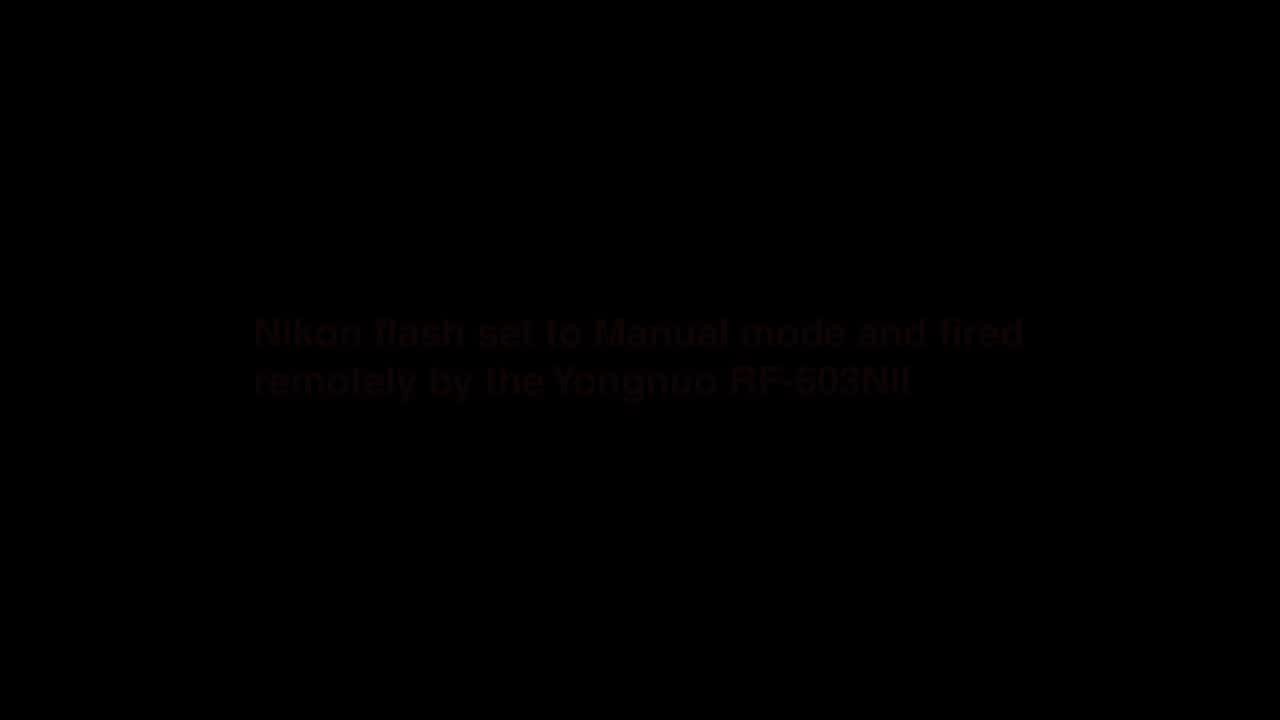 Nikon flash set to Manual mode and fired
remotely by the Yongnuo RF-603NII